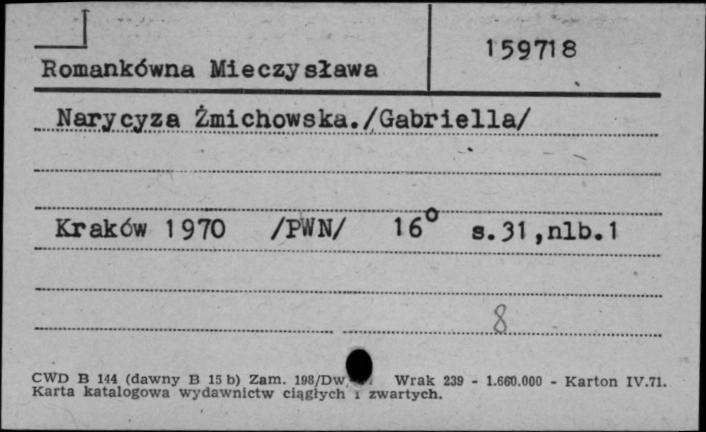 159718
Romankówna Mieczysława
Narycyza Żmichowska./Gabriella/
Kraków 1970 /PWN/ 16° s.31,nlb.1
8
CWD B 144 (dawny B 15 b) Zam. 198/Dw Wrak 239 - 1.660.000 - Karton IV.71.
Karta katalogowa wydawnictw ciągłych i zwartych.